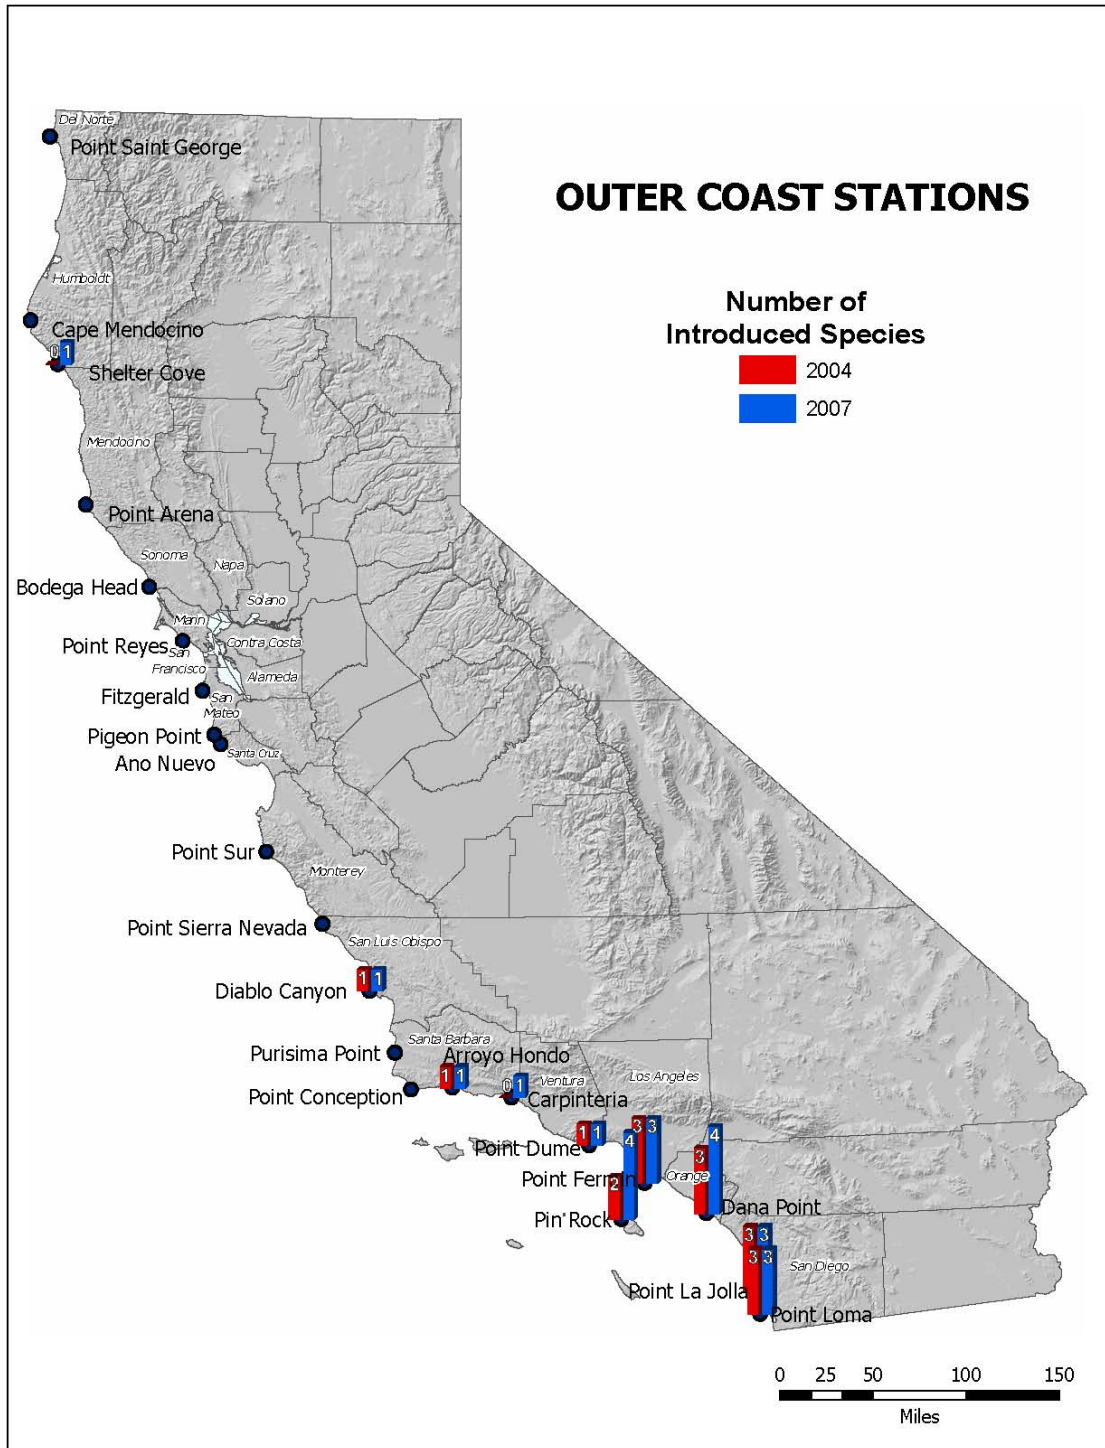 OUTER COAST STATIONS
Number of
Introduced Species
2004
2007
Del Norte
Point Saint George
Humboldt
Cape Mendocino
0 1
Shelter Cove
Mendocino
Point Arena
Sonoma
Napa
Bodega Head
Solano
Marin
Point Reyes
Contra Costa
San
Francisco
Alameda
Fitzgerald
San
Mateo
Pigeon Point
Santa Cruz
Ano Nuevo
Point Sur
Monterey
Point Sierra Nevada
San Luis Obispo
1 1
Diablo Canyon
Santa Barbara
Purisima Point
Arroyo Hondo
1 1
Point Conception
0 1
Ventura
Los Angeles
Carpinteria
1 1
Point Dume
3 3
2 4
Point Fermin
Orange
3 4
Pin Rock
Dana Point
3 3
3 3
San Diego
Point La Jolla
Point Loma
0 25 50 100 150
Miles